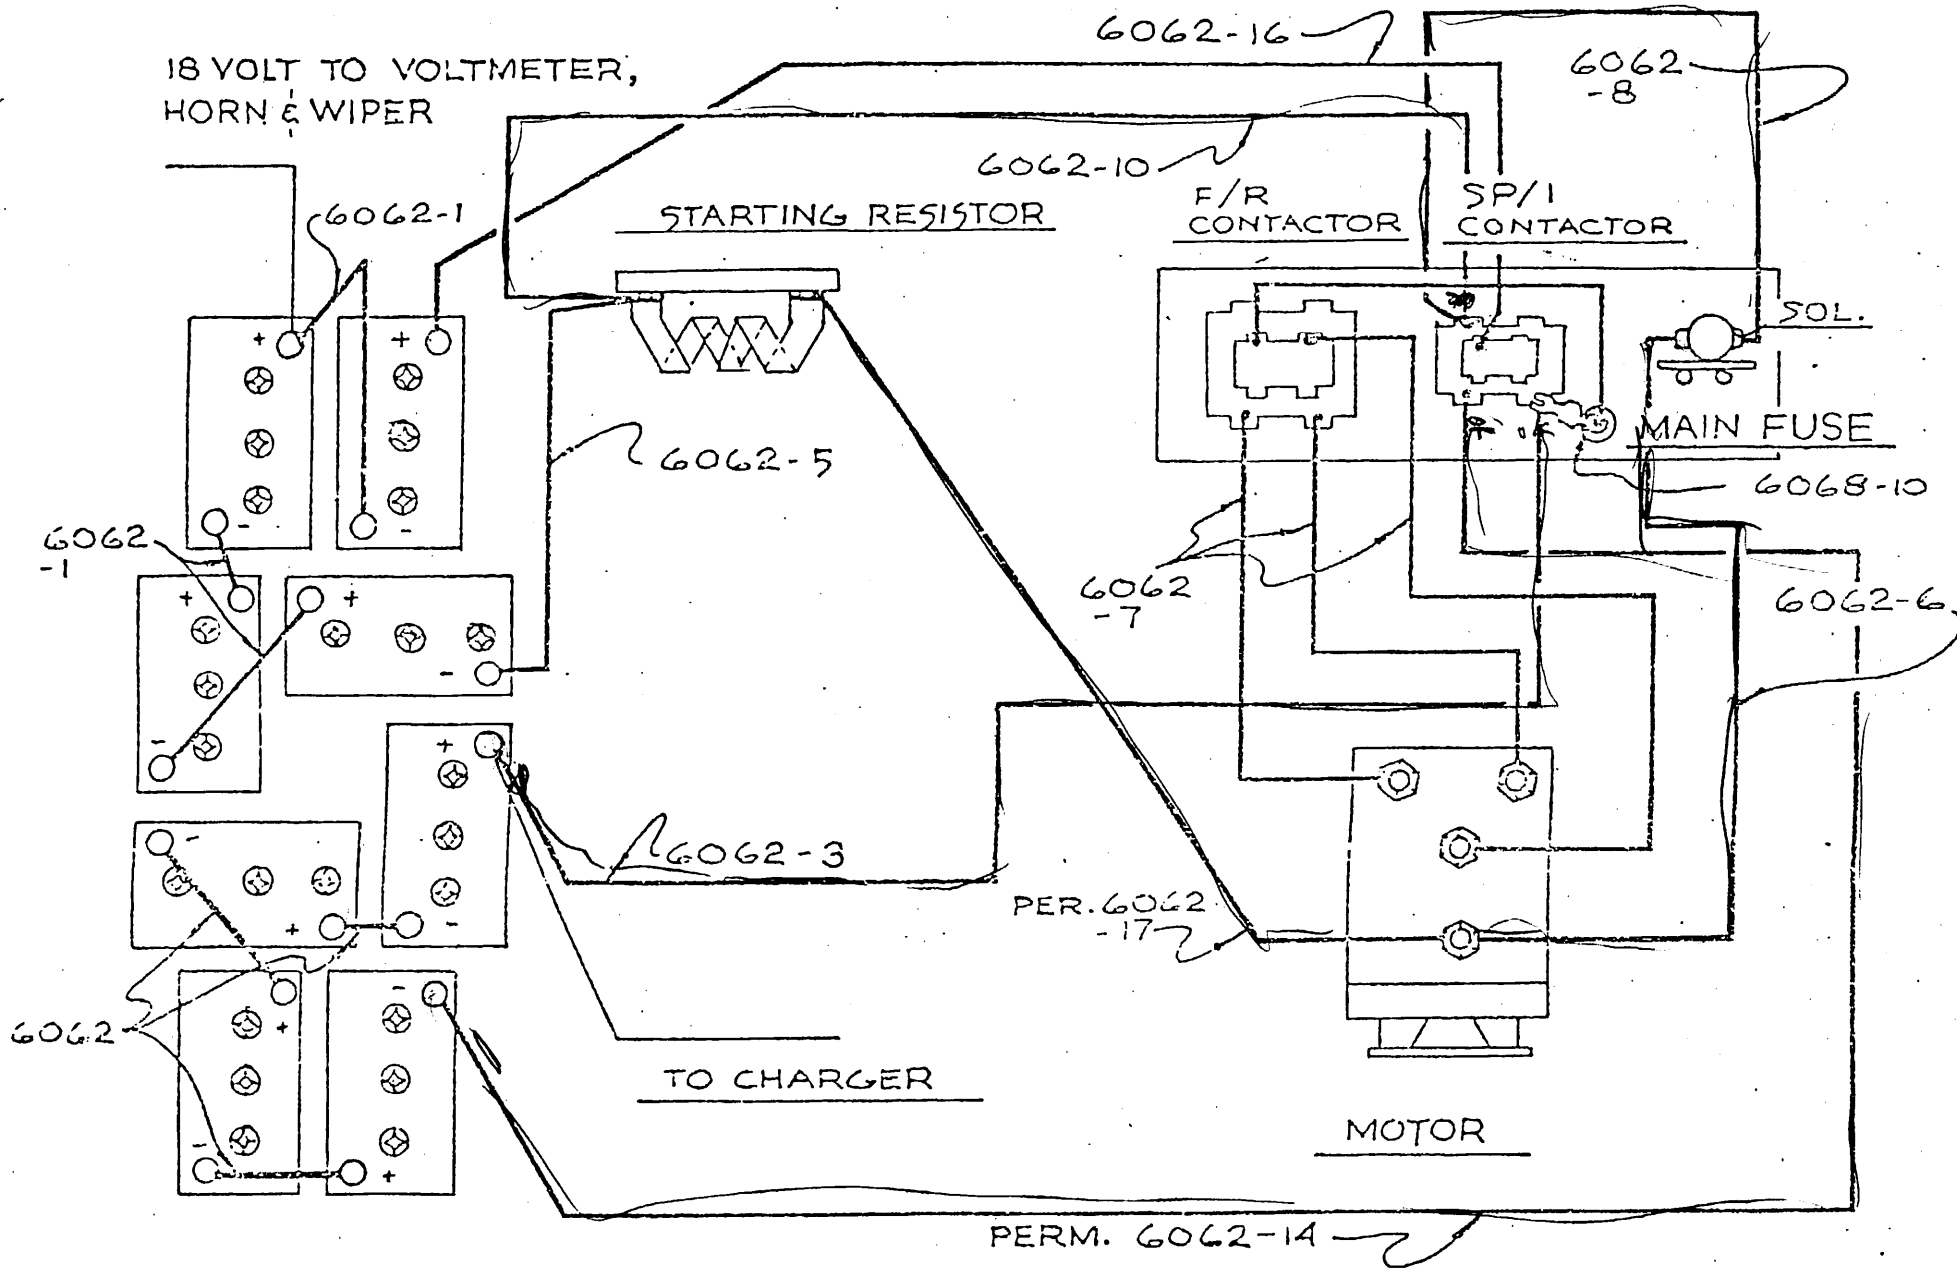 6062-16
18 VOLT TO VOLTMETER,
HORN & WIPER
6062
-8
6062-10
6062-1
STARTING RESISTOR
F/R
CONTACTOR
SP/1
CONTACTOR
SOL.
+
+
MAIN FUSE
6062-5
6068-10
-
-
6062
-1
6062
-7
6062-6
+
+
-
-
+
6062-3
-
+
-
PER. 6062
-17
-
+
6062
TO CHARGER
MOTOR
-
+
PERM. 6062-14